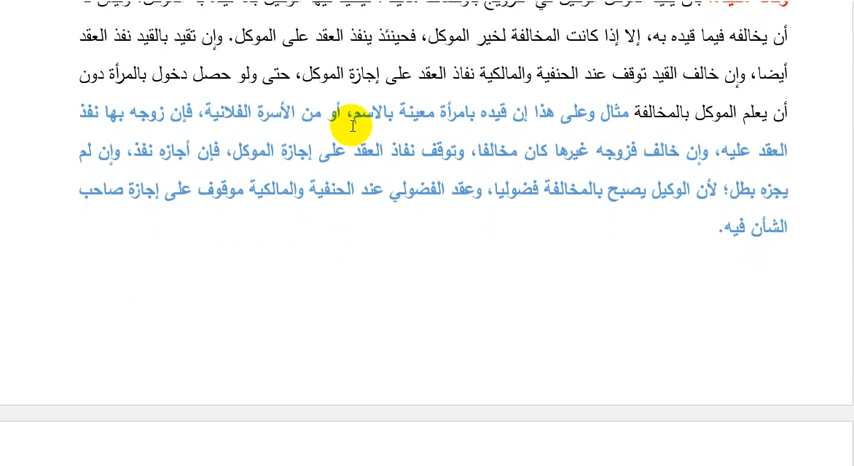 أن يخالفه فيما قيده به، إلا إذا كانت المخالفة لخير الموكل، فحينئذ ينفذ العقد على الموكل. وإن تقيد بالقيد نفذ العقد
أيضا، وإن خالف القيد توقف عند الحنفية والمالكية نفاذ العقد على إجازة الموكل، حتى ولو حصل دخول بالمرأة دون
أن يعلم الموكل بالمخالفة مثال وعلى هذا إن قيده بامرأة معينة بالاسم، أو من الأسرة الفلانية، فإن زوجه بها نفذ
العقد عليه، وإن خالف فزوجه غيرها كان مخالفا، وتوقف نفاذ العقد على إجازة الموكل، فإن أجازه نفذ، وإن لم
يجزه بطل؛ لأن الوكيل يصبح بالمخالفة فضوليا، وعقد الفضولي عند الحنفية والمالكية موقوف على إجازة صاحب
الشأن فيه.